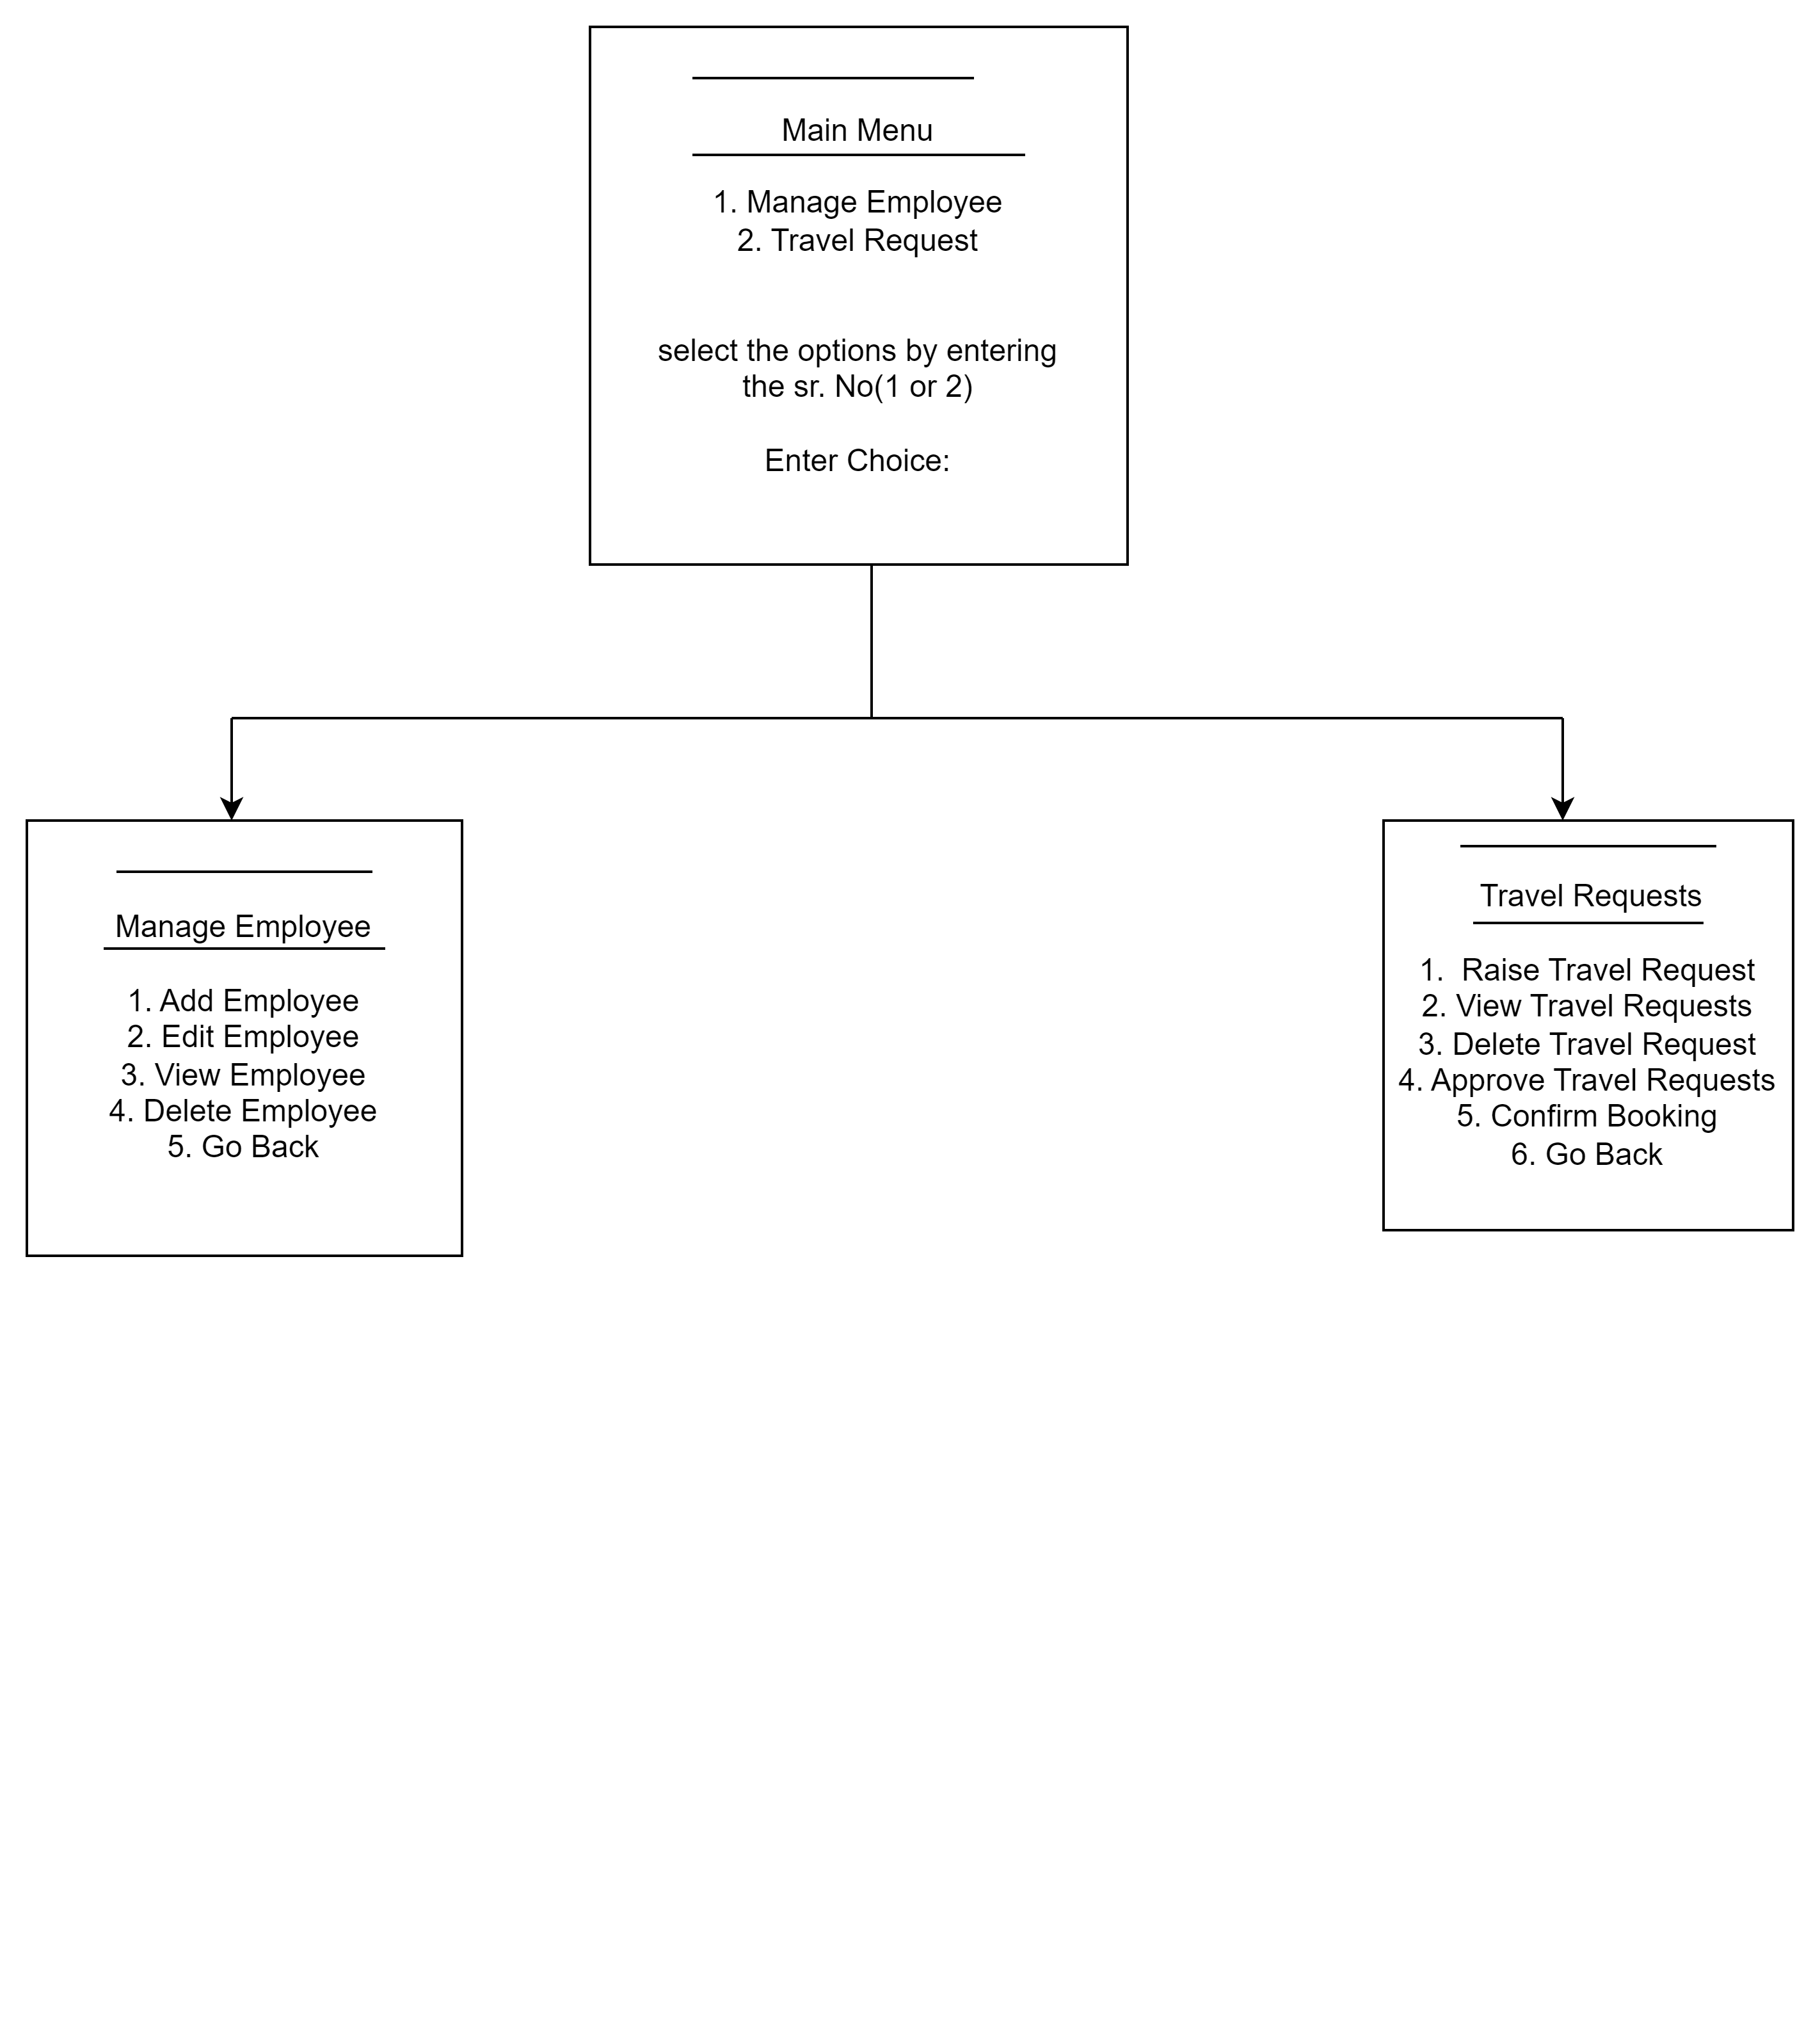 Main Menu
1. Manage Employee
2. Travel Request
select the options by entering
the sr. No(1 or 2)
Enter Choice:
Manage Employee
1. Add Employee
2. Edit Employee
3. View Employee
4. Delete Employee
5. Go Back
Travel Requests
1.  Raise Travel Request
2. View Travel Requests
3. Delete Travel Request
4. Approve Travel Requests
5. Confirm Booking
6. Go Back